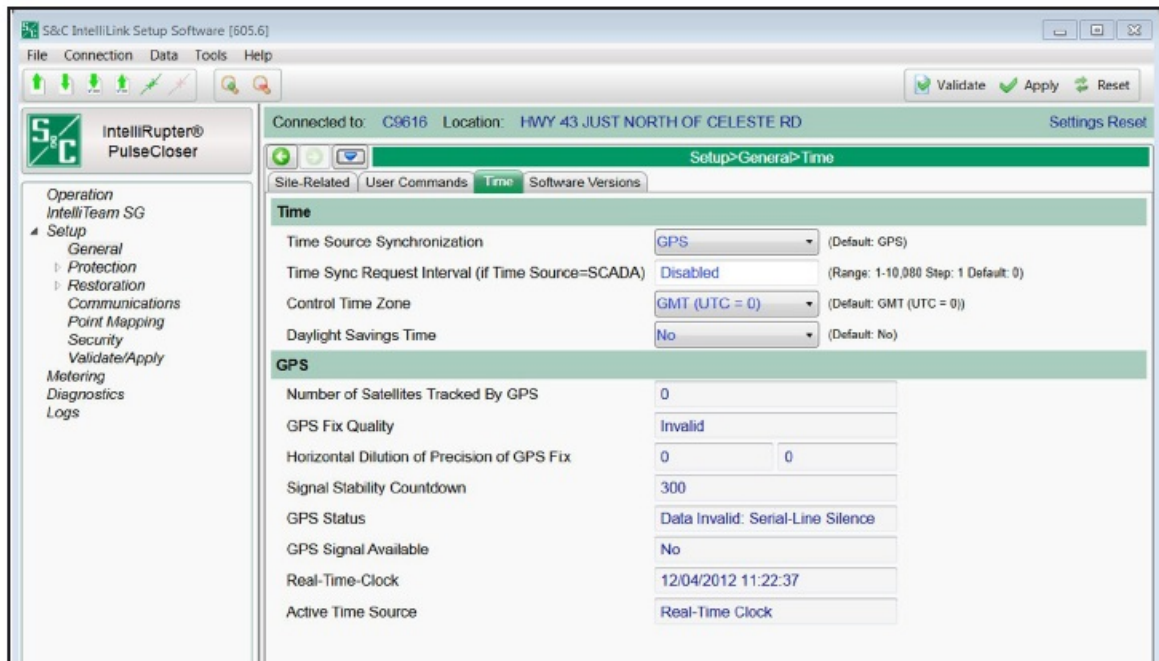 S&C IntelliLink Setup Software [605.6]
File Connection Data Tools Help
Validate Apply Reset
S&C
IntelliRupter®
PulseCloser
Connected to: C9616 Location: HWY 43 JUST NORTH OF CELESTE RD Settings Reset
Setup>General>Time
Site-Related User Commands Time Software Versions
Operation
IntelliTeam SG
Setup
General
Protection
Restoration
Communications
Point Mapping
Security
Validate/Apply
Metering
Diagnostics
Logs
Time
Time Source Synchronization GPS (Default: GPS)
Time Sync Request Interval (if Time Source=SCADA) Disabled (Range: 1-10,080 Step: 1 Default: 0)
Control Time Zone GMT (UTC = 0) (Default: GMT (UTC = 0))
Daylight Savings Time No (Default: No)
GPS
Number of Satellites Tracked By GPS 0
GPS Fix Quality Invalid
Horizontal Dilution of Precision of GPS Fix 0 0
Signal Stability Countdown 300
GPS Status Data Invalid: Serial-Line Silence
GPS Signal Available No
Real-Time-Clock 12/04/2012 11:22:37
Active Time Source Real-Time Clock